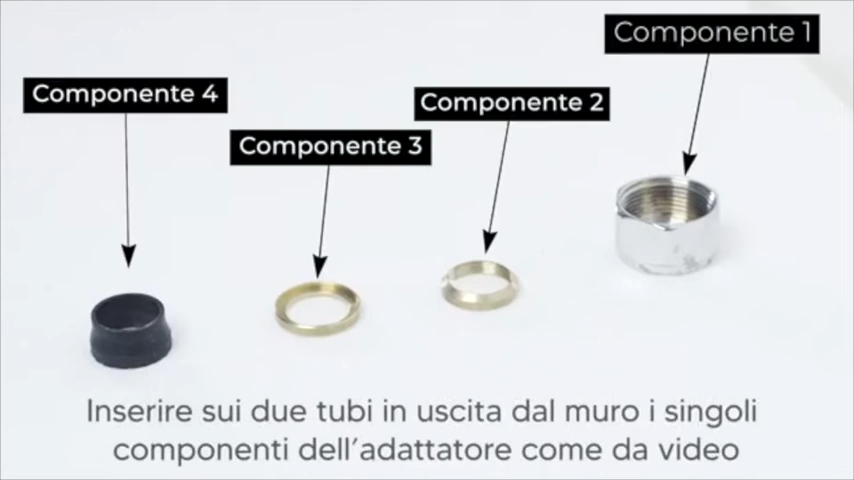 Componente 1
Componente 2
Componente 3
Componente 4
Inserire sui due tubi in uscita dal muro i singoli
componenti dell'adattatore come da video